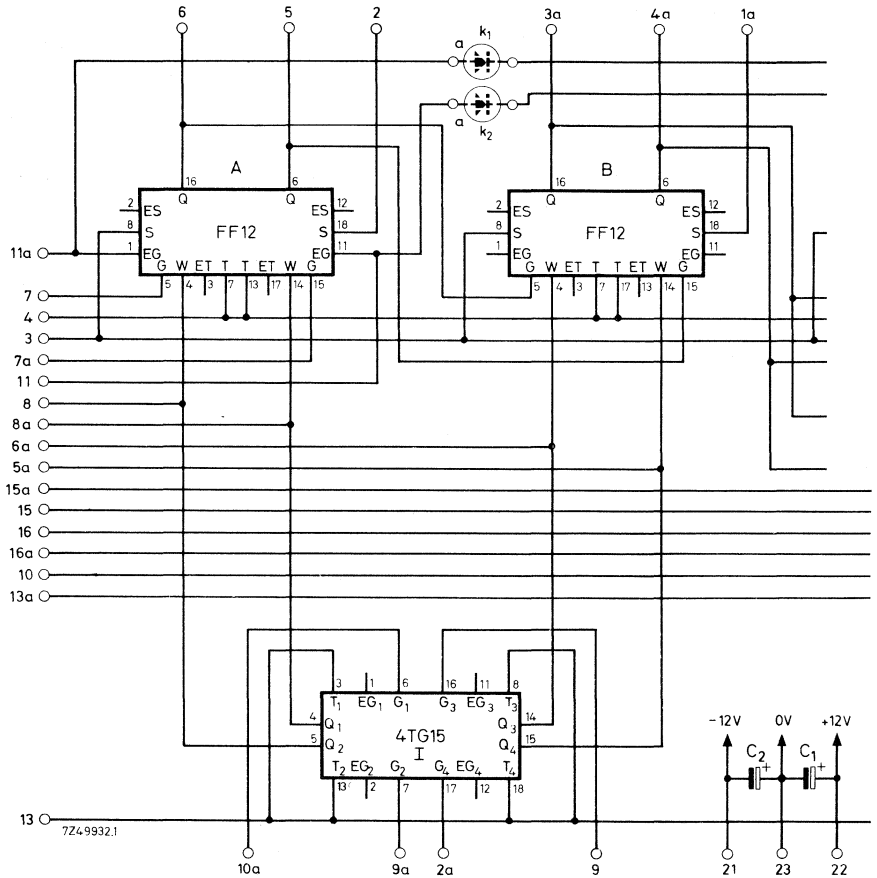 6 5 2 3a 4a 1a
k1
a
a
k2
A B
16 6 16 6
Q Q Q Q
2 ES ES 12 2 ES ES 12
8 S FF12 S 18 8 S FF12 S 18
11a 1 EG EG 11 1 EG EG 11
G W ET T T ET W G G W ET T T ET W G
5 4 3 7 13 17 14 15 5 4 3 7 17 13 14 15
7
4
3
7a
11
8
8a
6a
5a
15a
15
16
16a
10
13a
3 1 6 16 11 8
T1 EG1 G1 G3 EG3 T3
4 Q1 Q3 14
4TG15
5 Q2 I Q4 15
T2 EG2 G2 G4 EG4 T4
13 2 7 17 12 18
-12V 0V +12V
C2 + C1 +
13
7Z49932.1
10a 9a 2a 9 21 23 22